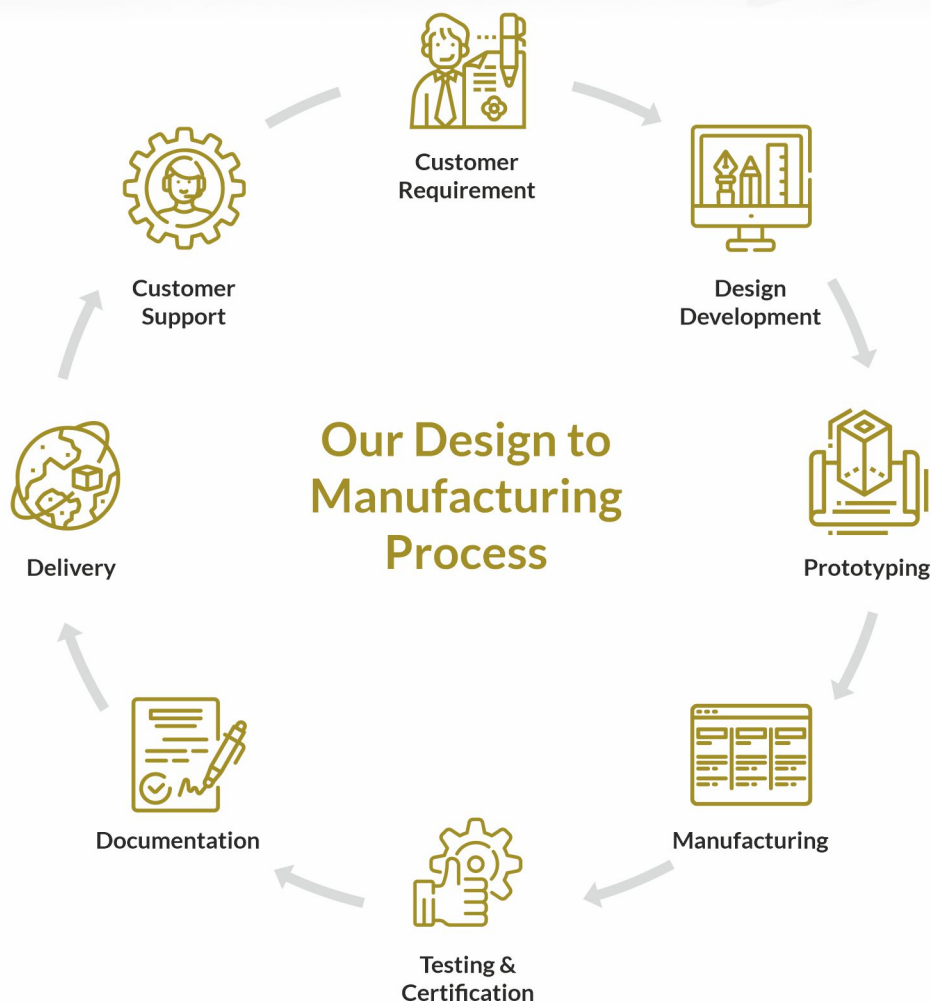 Customer
Requirement
Design
Development
Prototyping
Manufacturing
Testing &
Certification
Documentation
Delivery
Customer
Support
Our Design to
Manufacturing
Process